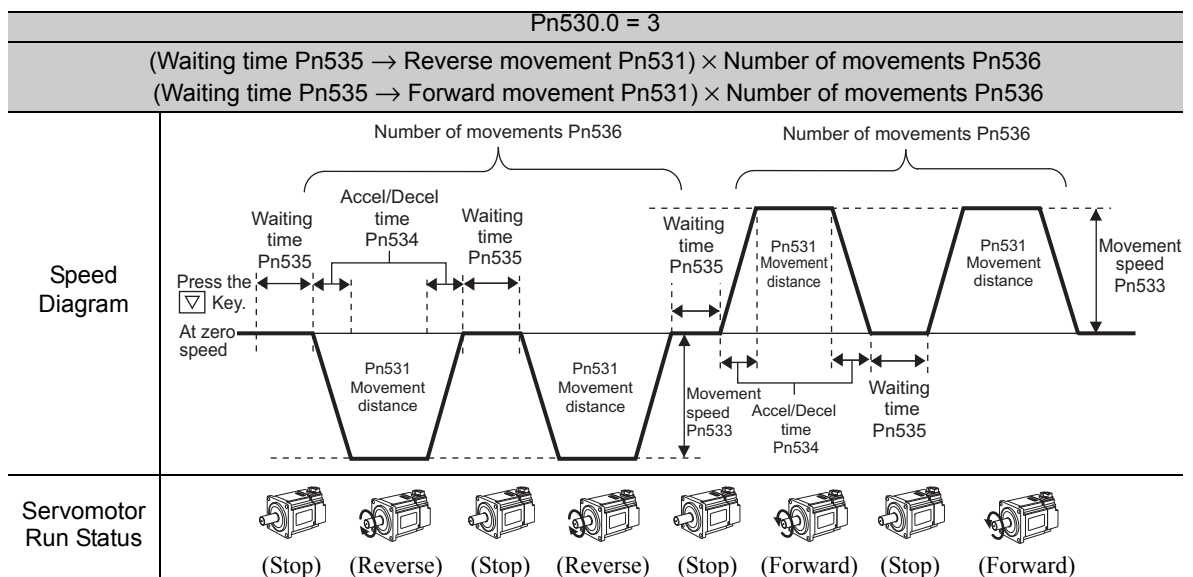 Pn530.0 = 3
(Waiting time Pn535 → Reverse movement Pn531) × Number of movements Pn536
(Waiting time Pn535 → Forward movement Pn531) × Number of movements Pn536
Speed
Diagram
Number of movements Pn536
Number of movements Pn536
Waiting
time
Pn535
Accel/Decel
time
Pn534
Waiting
time
Pn535
Waiting
time
Pn535
Pn531
Movement
distance
Pn531
Movement
distance
Movement
speed
Pn533
Press the
▽ Key.
At zero
speed
Pn531
Movement
distance
Pn531
Movement
distance
Movement
speed
Pn533
Accel/Decel
time
Pn534
Waiting
time
Pn535
Servomotor
Run Status
(Stop) (Reverse) (Stop) (Reverse) (Stop) (Forward) (Stop) (Forward)